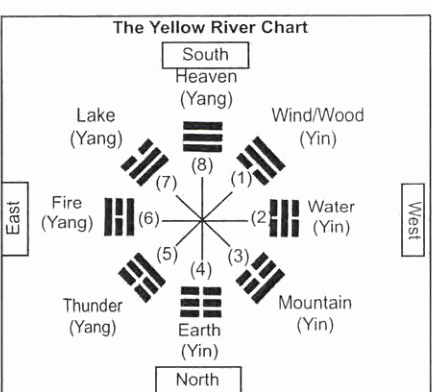 The Yellow River Chart
South
Heaven
(Yang)
Lake
(Yang)
Wind/Wood
(Yin)
(8)
(7)
(1)
East
Fire
(Yang)
(6)
(2)
Water
(Yin)
West
(5)
(4)
(3)
Thunder
(Yang)
Earth
(Yin)
Mountain
(Yin)
North